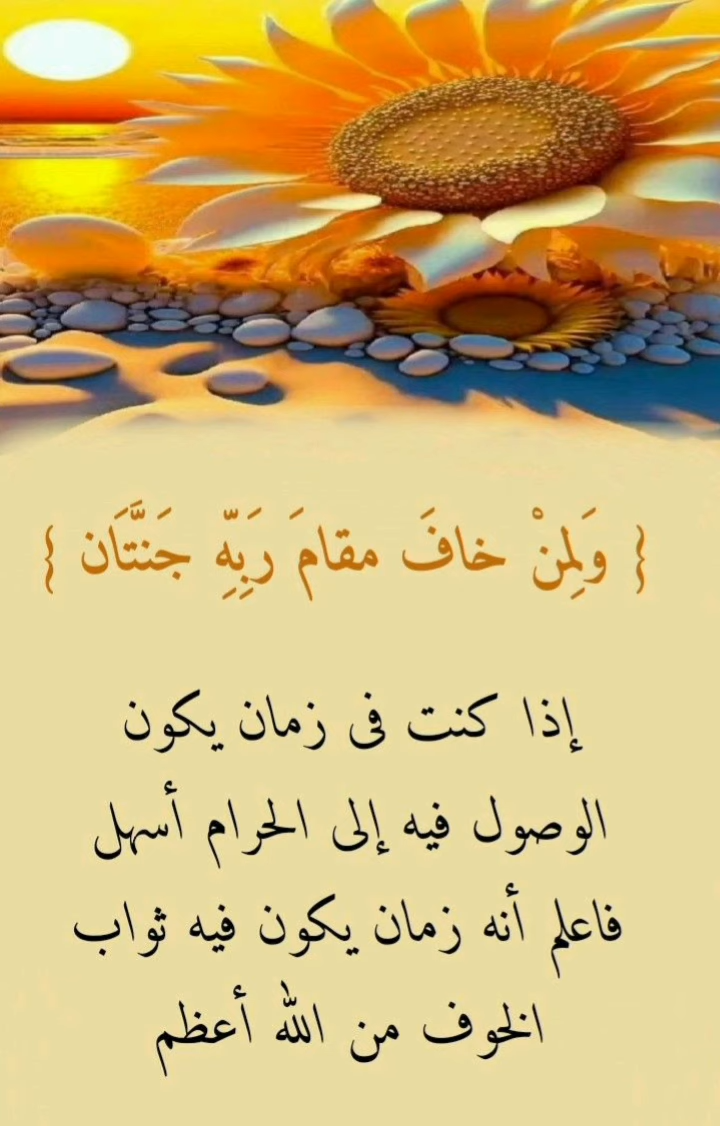 { وَلِمَنْ خافَ مقامَ رَبِّهِ جَنَّتَان }
إذا كنت فى زمان يكون
الوصول فيه إلى الحرام أسهل
فاعلم أنه زمان يكون فيه ثواب
الخوف من الله أعظم